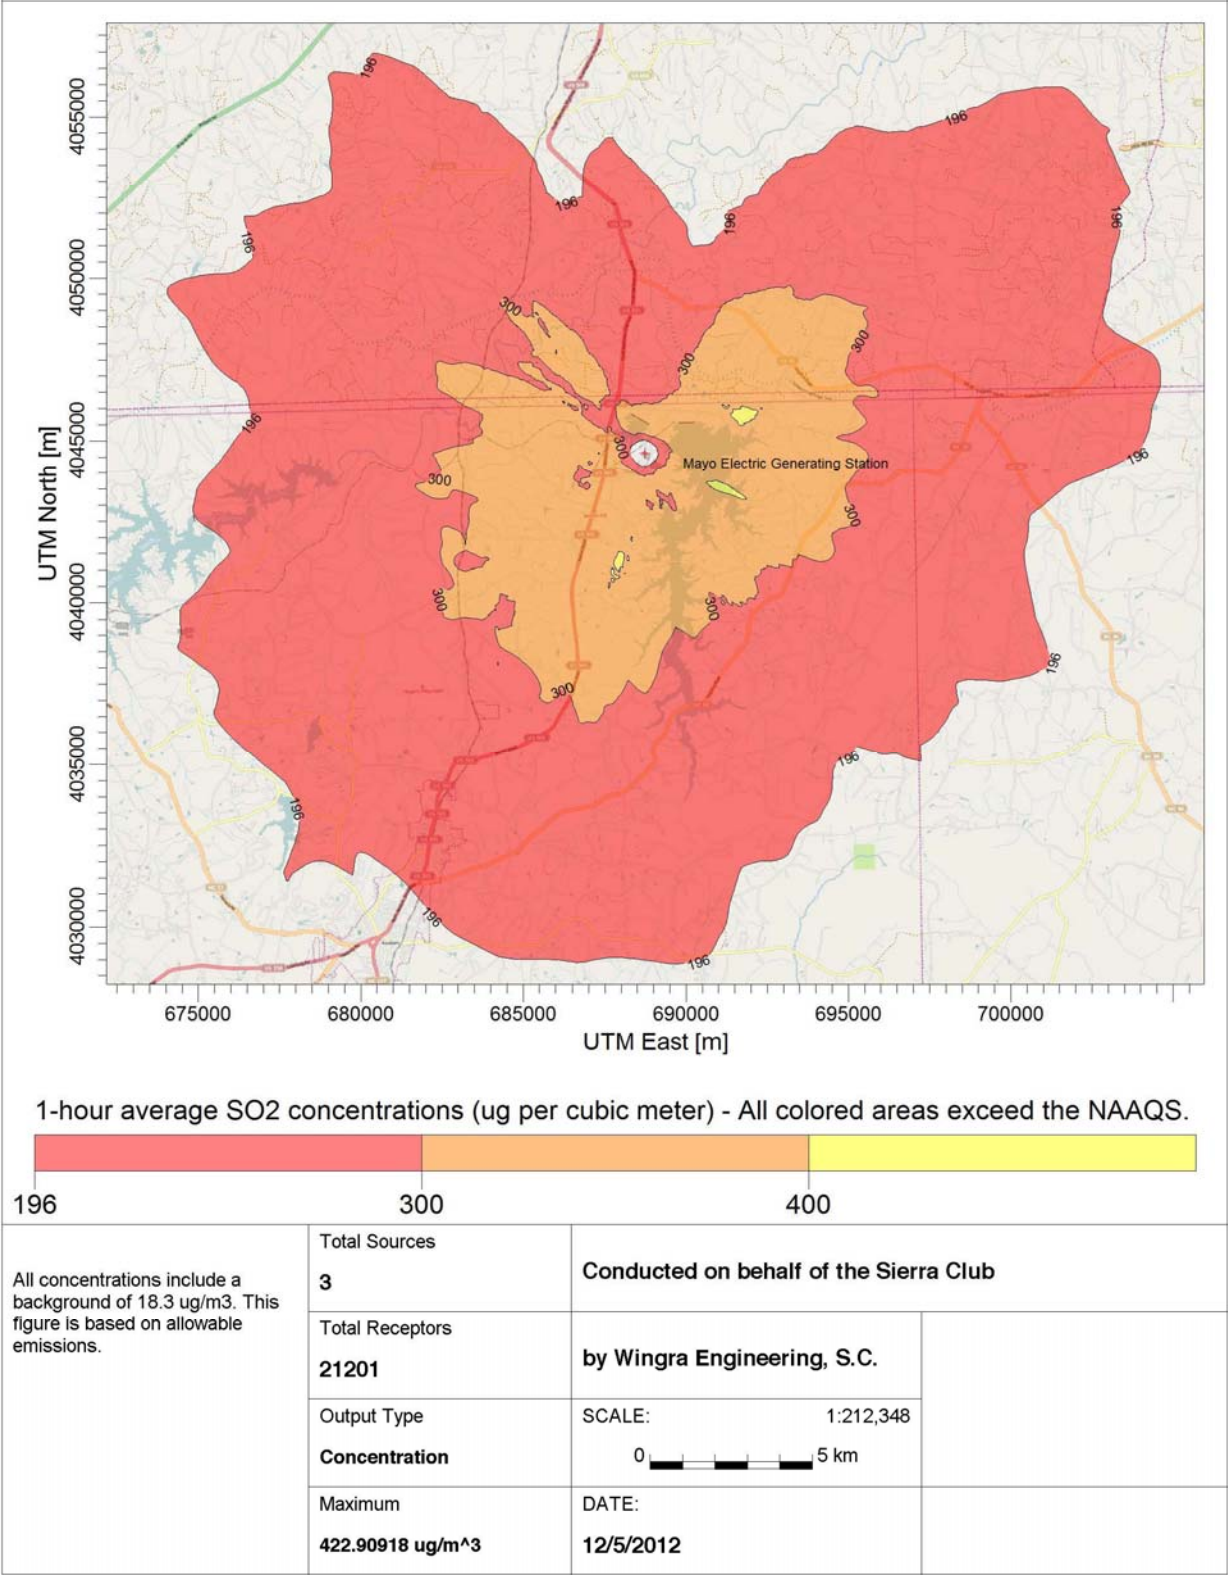 196
196
196
196
196
196
4055000
4050000
4045000
4040000
4035000
4030000
UTM North [m]
300
300
300
196
300
Mayo Electric Generating Station
196
300
300
300
300
196
300
196
196
196
196
675000
680000
685000
690000
695000
700000
UTM East [m]
1-hour average SO2 concentrations (ug per cubic meter) - All colored areas exceed the NAAQS.
196
300
400
All concentrations include a
background of 18.3 ug/m3. This
figure is based on allowable
emissions.
Total Sources
3
Conducted on behalf of the Sierra Club
Total Receptors
21201
by Wingra Engineering, S.C.
Output Type
Concentration
SCALE:
1:212,348
0
5 km
Maximum
422.90918 ug/m^3
DATE:
12/5/2012